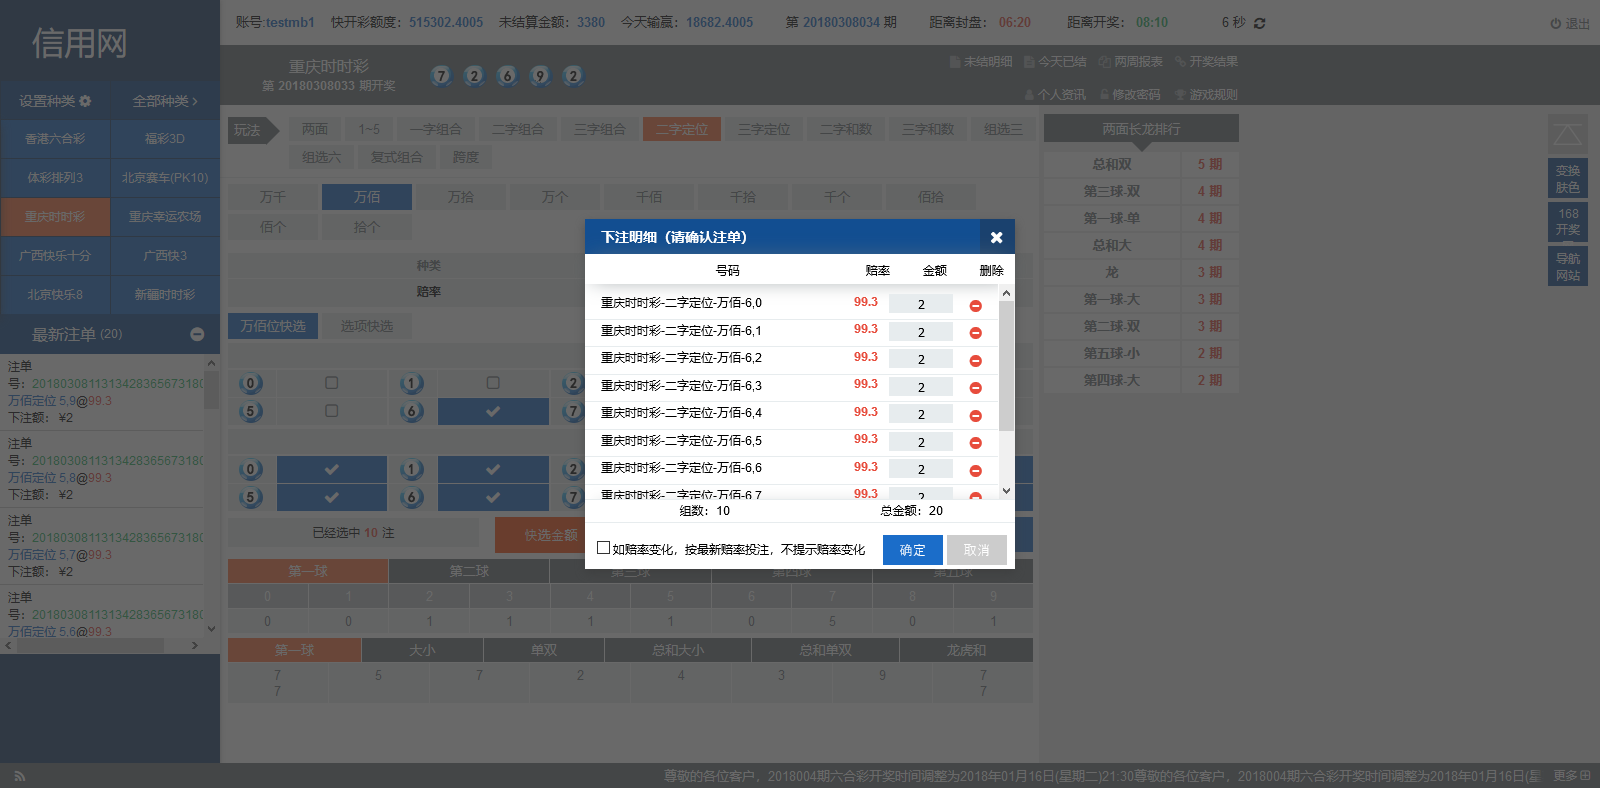 信用网
账号:testmb1 快开彩额度：515302.4005 未结算金额：3380 今天输赢：18682.4005 第 20180308034 期 距离封盘：06:20 距离开奖：08:10 6 秒 退出
重庆时时彩
第 20180308033 期开奖
7 2 6 9 2
未结明细 今天已结 两周报表 开奖结果
个人资讯 修改密码 游戏规则
设置种类 全部种类
香港六合彩 福彩3D
体彩排列3 北京赛车(PK10)
重庆时时彩 重庆幸运农场
广西快乐十分 广西快3
北京快乐8 新疆时时彩
最新注单 (20)
注单
号：2018030811313428365673180
万佰定位 5,9@99.3
下注额： ¥2
注单
号：2018030811313428365673180
万佰定位 5,8@99.3
下注额： ¥2
注单
号：2018030811313428365673180
万佰定位 5,7@99.3
下注额： ¥2
注单
号：2018030811313428365673180
万佰定位 5,6@99.3
玩法 两面 1~5 一字组合 二字组合 三字组合 二字定位 三字定位 二字和数 三字和数 组选三
组选六 复式组合 跨度
万千 万佰 万拾 万个 千佰 千拾 千个 佰拾
佰个 拾个
种类
赔率
万佰位快选 选项快选
0 1 2
5 6 7
0 1 2
5 6 7
已经选中 10 注 快选金额
第一球 第二球 第三球 第四球 第五球
0 1 2 3 4 5 6 7 8 9
0 0 1 1 1 1 0 5 0 1
第一球 大小 单双 总和大小 总和单双 龙虎和
7 5 7 2 4 3 9 7
7 7
下注明细（请确认注单）
号码 赔率 金额 删除
重庆时时彩-二字定位-万佰-6,0 99.3 2
重庆时时彩-二字定位-万佰-6,1 99.3 2
重庆时时彩-二字定位-万佰-6,2 99.3 2
重庆时时彩-二字定位-万佰-6,3 99.3 2
重庆时时彩-二字定位-万佰-6,4 99.3 2
重庆时时彩-二字定位-万佰-6,5 99.3 2
重庆时时彩-二字定位-万佰-6,6 99.3 2
重庆时时彩-二字定位-万佰-6,7 99.3 2
组数：10 总金额：20
如赔率变化，按最新赔率投注，不提示赔率变化 确定 取消
两面长龙排行
总和双 5 期
第三球-双 4 期
第一球-单 4 期
总和大 4 期
龙 3 期
第一球-大 3 期
第二球-双 3 期
第五球-小 2 期
第四球-大 2 期
变换
肤色
168
开奖
导航
网站
尊敬的各位客户，2018004期六合彩开奖时间调整为2018年01月16日(星期二)21:30尊敬的各位客户，2018004期六合彩开奖时间调整为2018年01月16日(星 更多